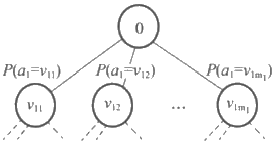 0
P(a₁=v₁₁) P(a₁=v₁₂) P(a₁=v₁ₘ₁)
v₁₁ v₁₂ ... v₁ₘ₁